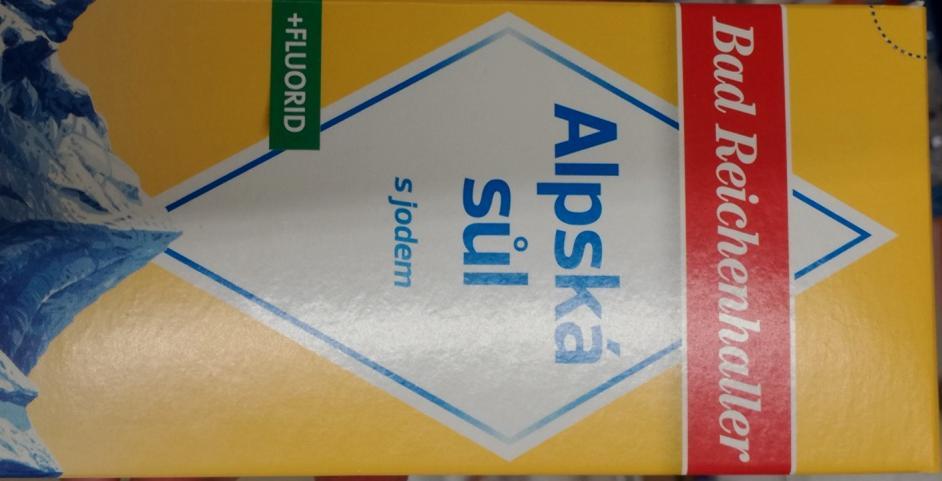 Bad Reichenhaller
Alpská
sůl
s jodem
+FLUORID